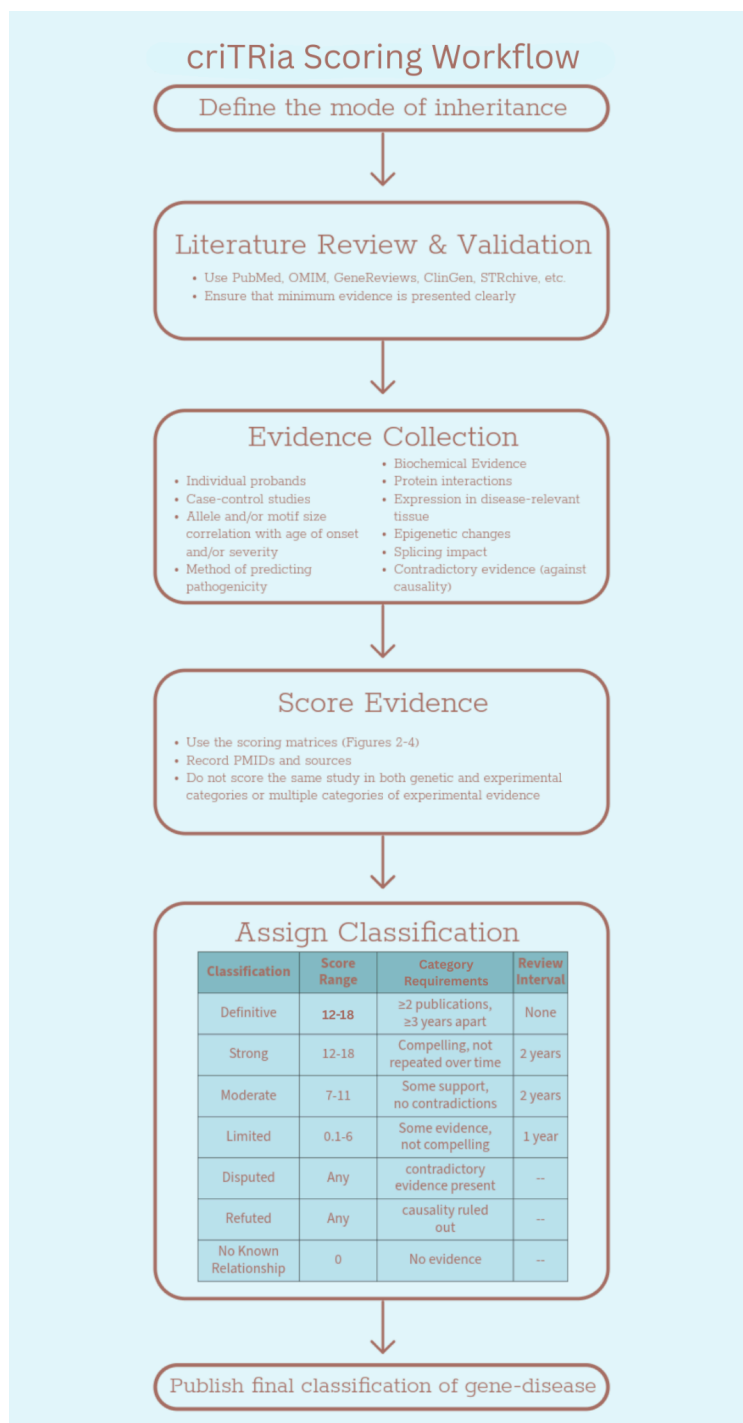 criTRia Scoring Workflow
Define the mode of inheritance
Literature Review & Validation
• Use PubMed, OMIM, GeneReviews, ClinGen, STRchive, etc.
• Ensure that minimum evidence is presented clearly
Evidence Collection
• Individual probands
• Case-control studies
• Allele and/or motif size
correlation with age of onset
and/or severity
• Method of predicting
pathogenicity
• Biochemical Evidence
• Protein interactions
• Expression in disease-relevant
tissue
• Epigenetic changes
• Splicing impact
• Contradictory evidence (against
causality)
Score Evidence
• Use the scoring matrices (Figures 2-4)
• Record PMIDs and sources
• Do not score the same study in both genetic and experimental
categories or multiple categories of experimental evidence
Assign Classification
Classification Score Range Category Requirements Review Interval
Definitive 12-18 ≥2 publications, ≥3 years apart None
Strong 12-18 Compelling, not repeated over time 2 years
Moderate 7-11 Some support, no contradictions 2 years
Limited 0.1-6 Some evidence, not compelling 1 year
Disputed Any contradictory evidence present --
Refuted Any causality ruled out --
No Known Relationship 0 No evidence --
Publish final classification of gene-disease